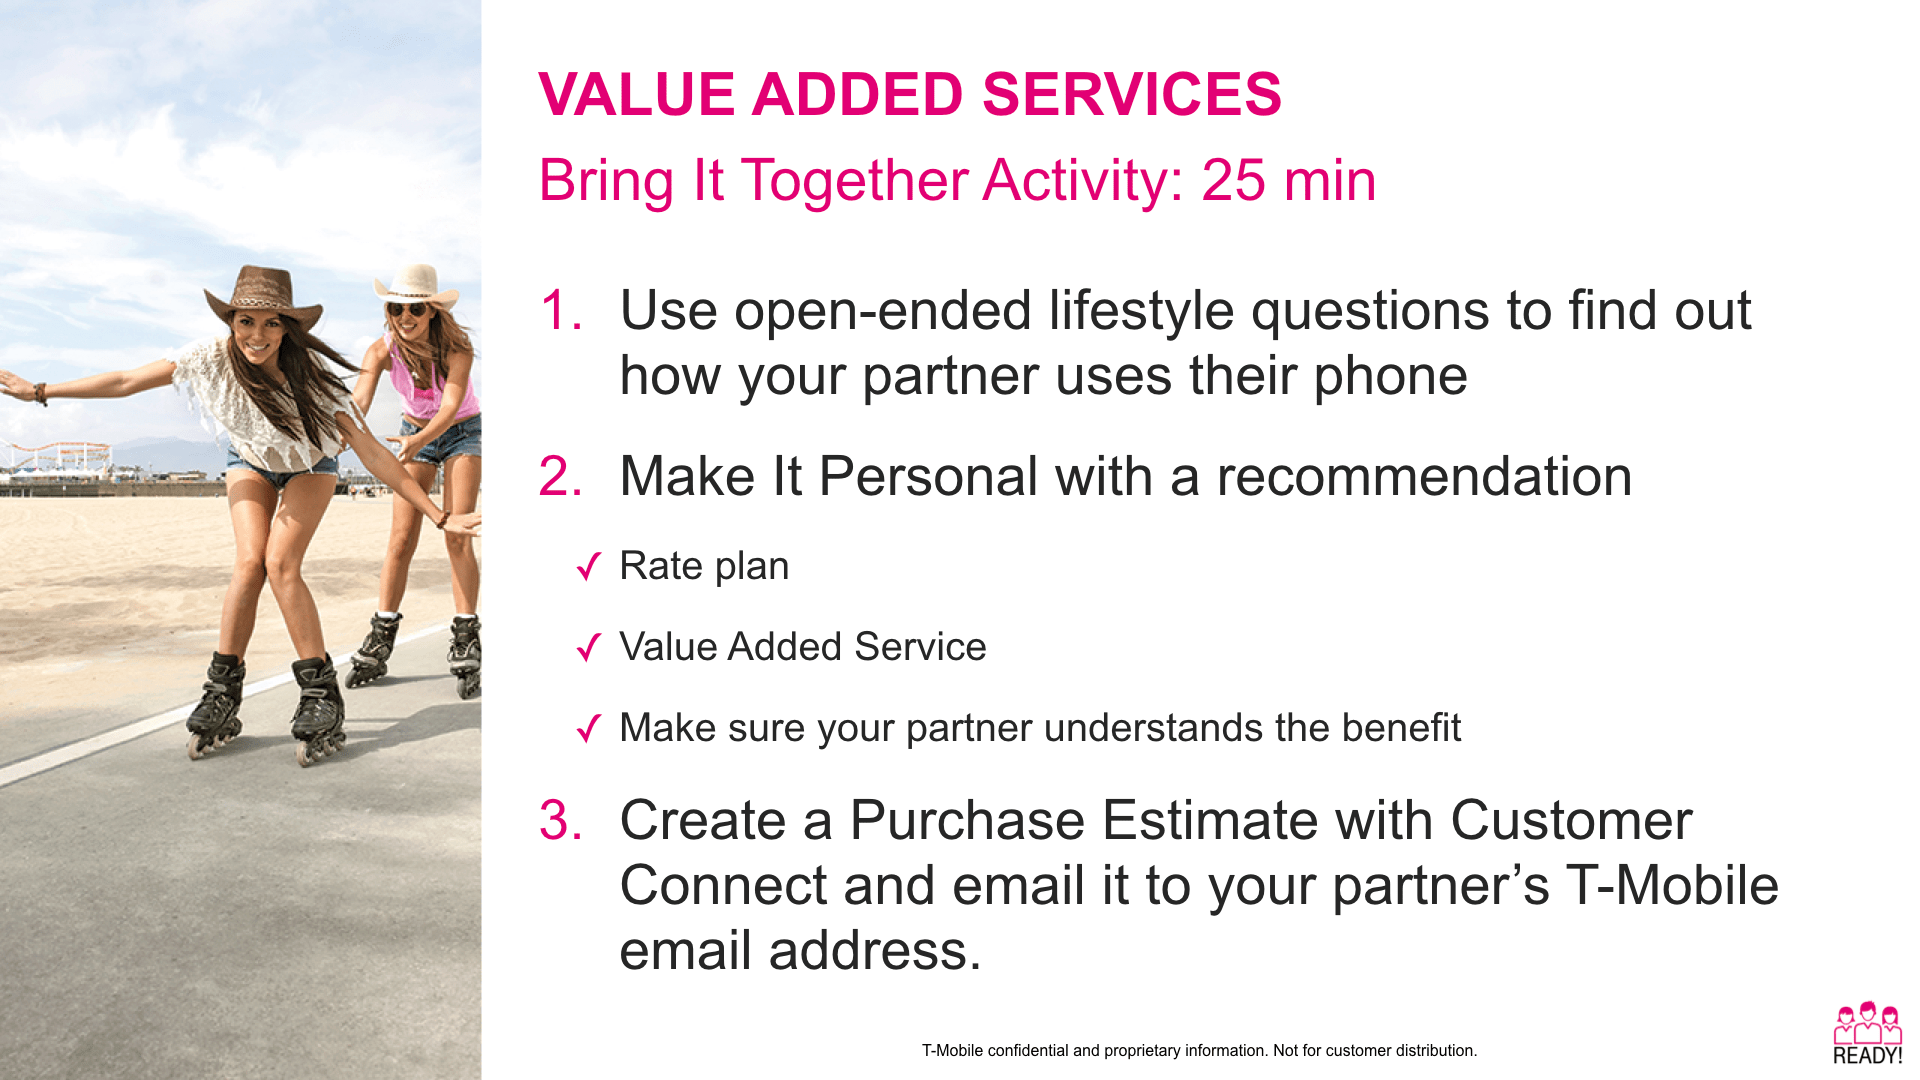 VALUE ADDED SERVICES
Bring It Together Activity: 25 min
1. Use open-ended lifestyle questions to find out
how your partner uses their phone
2. Make It Personal with a recommendation
✓ Rate plan
✓ Value Added Service
✓ Make sure your partner understands the benefit
3. Create a Purchase Estimate with Customer
Connect and email it to your partner’s T-Mobile
email address.
T-Mobile confidential and proprietary information. Not for customer distribution.
READY!